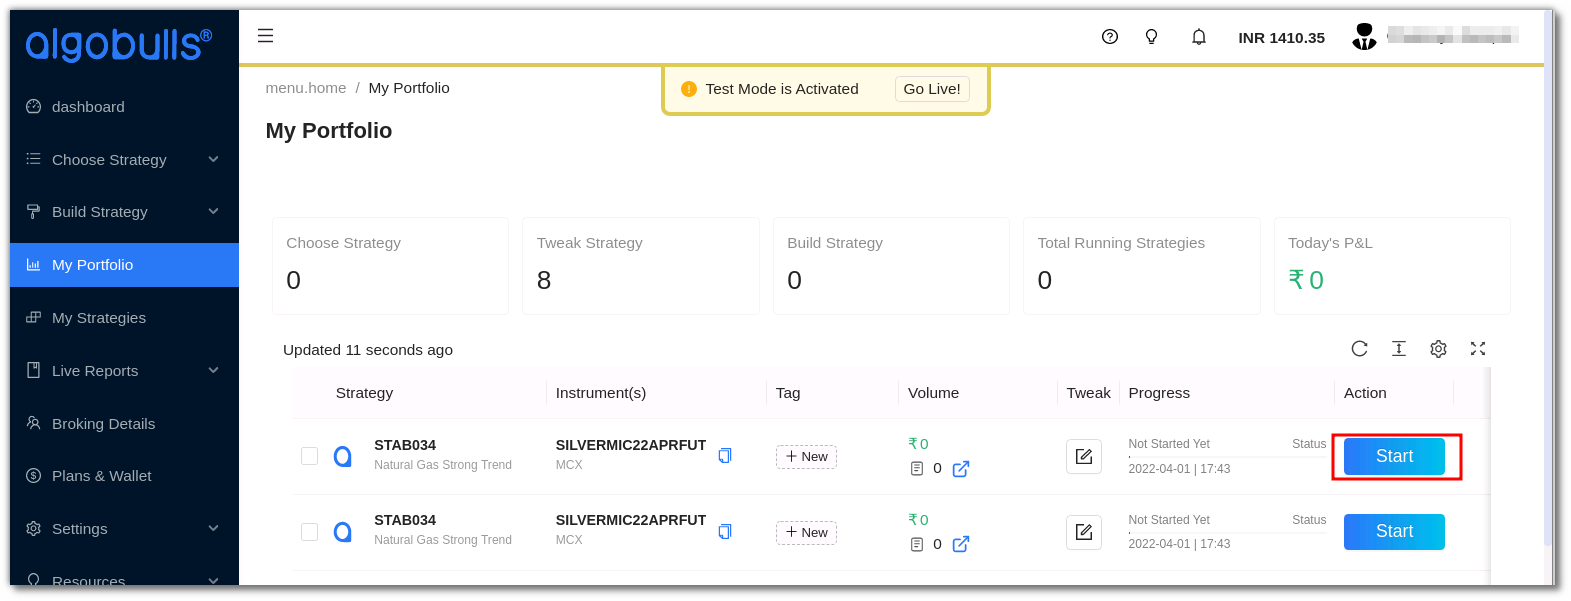 algobulls®
INR 1410.35
dashboard
Choose Strategy
Build Strategy
My Portfolio
My Strategies
Live Reports
Broking Details
Plans & Wallet
Settings
Resources
menu.home / My Portfolio
Test Mode is Activated Go Live!
My Portfolio
Choose Strategy
0
Tweak Strategy
8
Build Strategy
0
Total Running Strategies
0
Today's P&L
₹ 0
Updated 11 seconds ago
Strategy Instrument(s) Tag Volume Tweak Progress Action
STAB034
Natural Gas Strong Trend
SILVERMIC22APRFUT
MCX
+ New
₹ 0
0
Not Started Yet Status
2022-04-01 | 17:43
Start
STAB034
Natural Gas Strong Trend
SILVERMIC22APRFUT
MCX
+ New
₹ 0
0
Not Started Yet Status
2022-04-01 | 17:43
Start